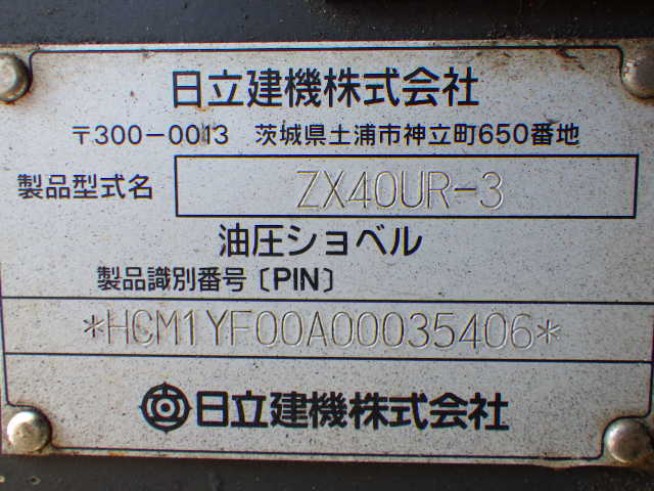 日立建機株式会社
〒300-0013 茨城県土浦市神立町650番地
製品型式名 ZX40UR-3
油圧ショベル
製品識別番号〔PIN〕
*HCM1YF00A00035406*
日立建機株式会社